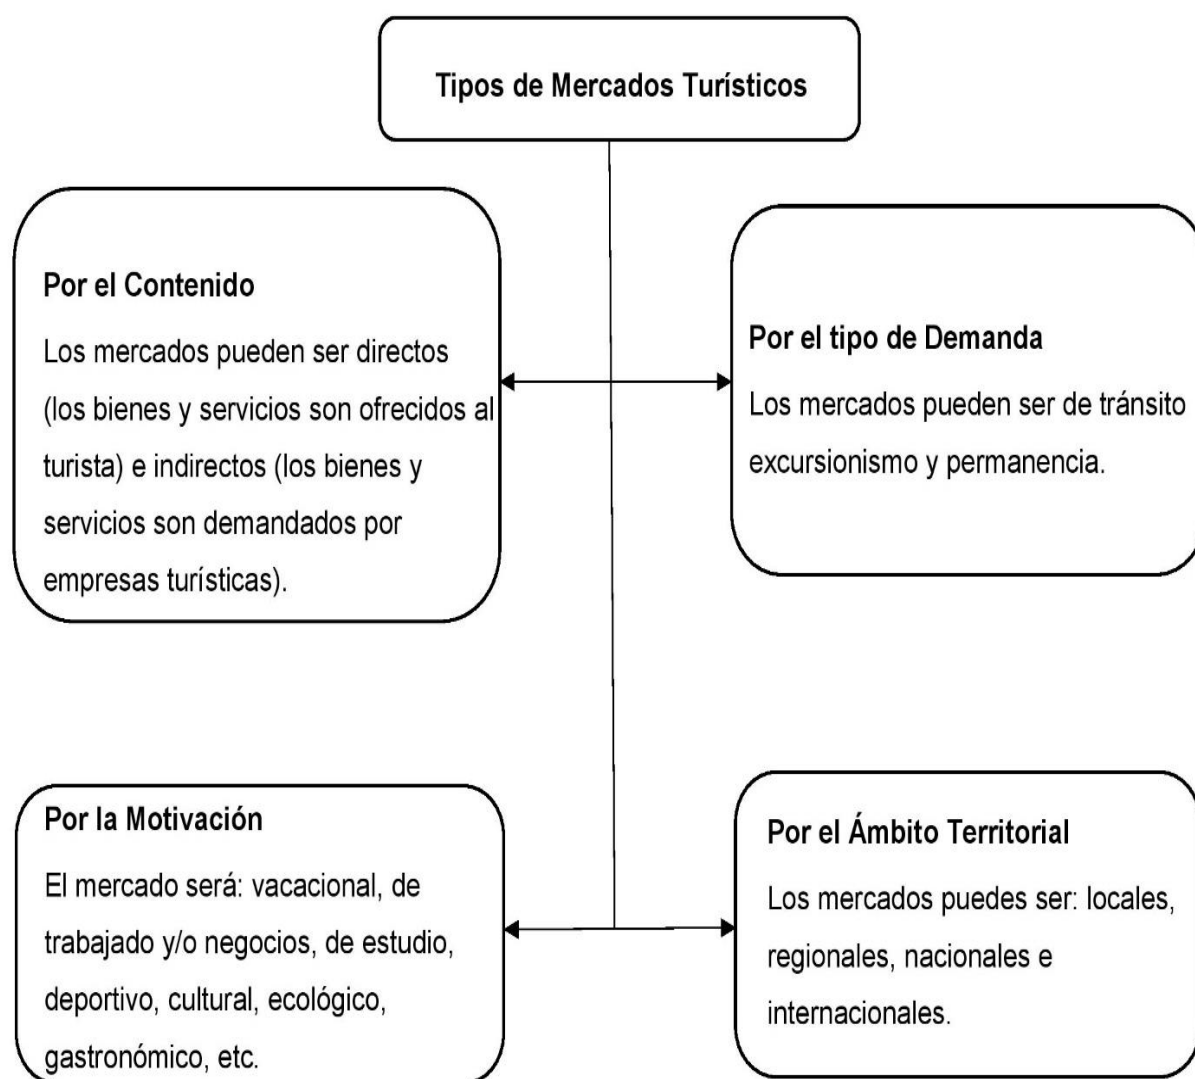 Tipos de Mercados Turísticos
Por el Contenido
Los mercados pueden ser directos
(los bienes y servicios son ofrecidos al
turista) e indirectos (los bienes y
servicios son demandados por
empresas turísticas).
Por el tipo de Demanda
Los mercados pueden ser de tránsito
excursionismo y permanencia.
Por la Motivación
El mercado será: vacacional, de
trabajado y/o negocios, de estudio,
deportivo, cultural, ecológico,
gastronómico, etc.
Por el Ámbito Territorial
Los mercados puedes ser: locales,
regionales, nacionales e
internacionales.